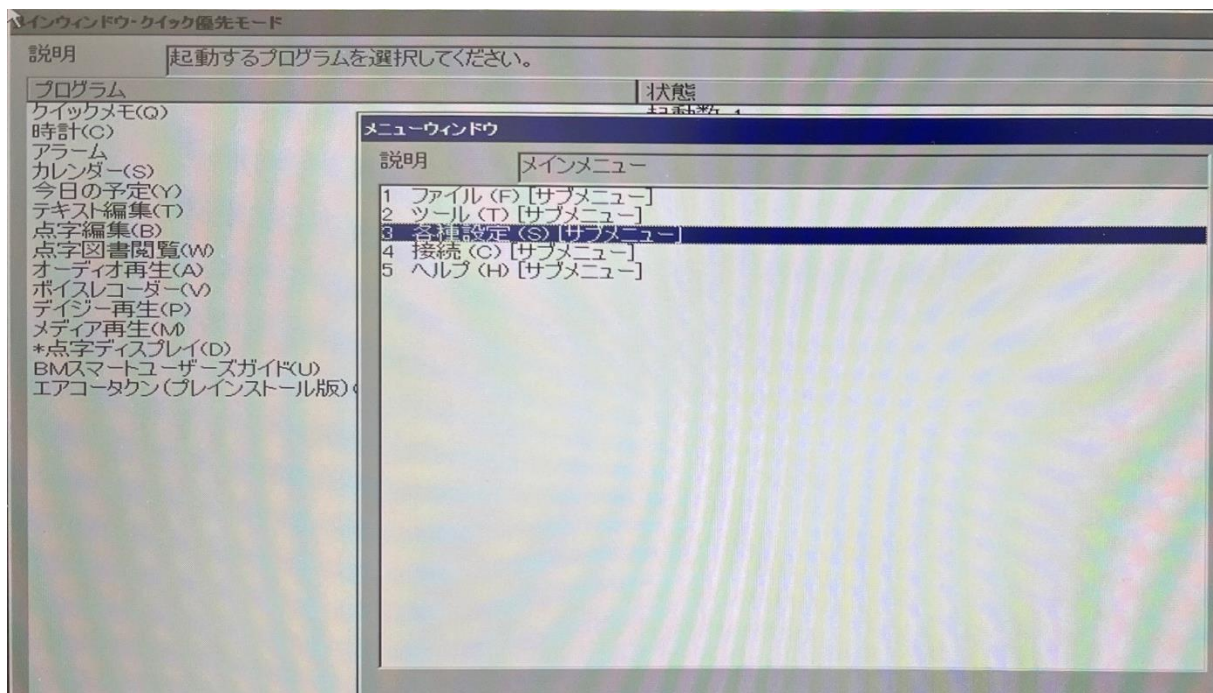 メインウィンドウ・クイック優先モード
説明 起動するプログラムを選択してください。
プログラム 状態
クイックメモ(Q) 起動数 1
時計(C)
アラーム
カレンダー(S)
今日の予定(Y)
テキスト編集(T)
点字編集(B)
点字図書閲覧(W)
オーディオ再生(A)
ボイスレコーダー(V)
デイジー再生(P)
メディア再生(M)
*点字ディスプレイ(D)
BMスマートユーザーズガイド(U)
エアコータクン(プレインストール版)
メニューウィンドウ
説明 メインメニュー
1 ファイル (F) [サブメニュー]
2 ツール (T) [サブメニュー]
3 各種設定 (S) [サブメニュー]
4 接続 (C) [サブメニュー]
5 ヘルプ (H) [サブメニュー]